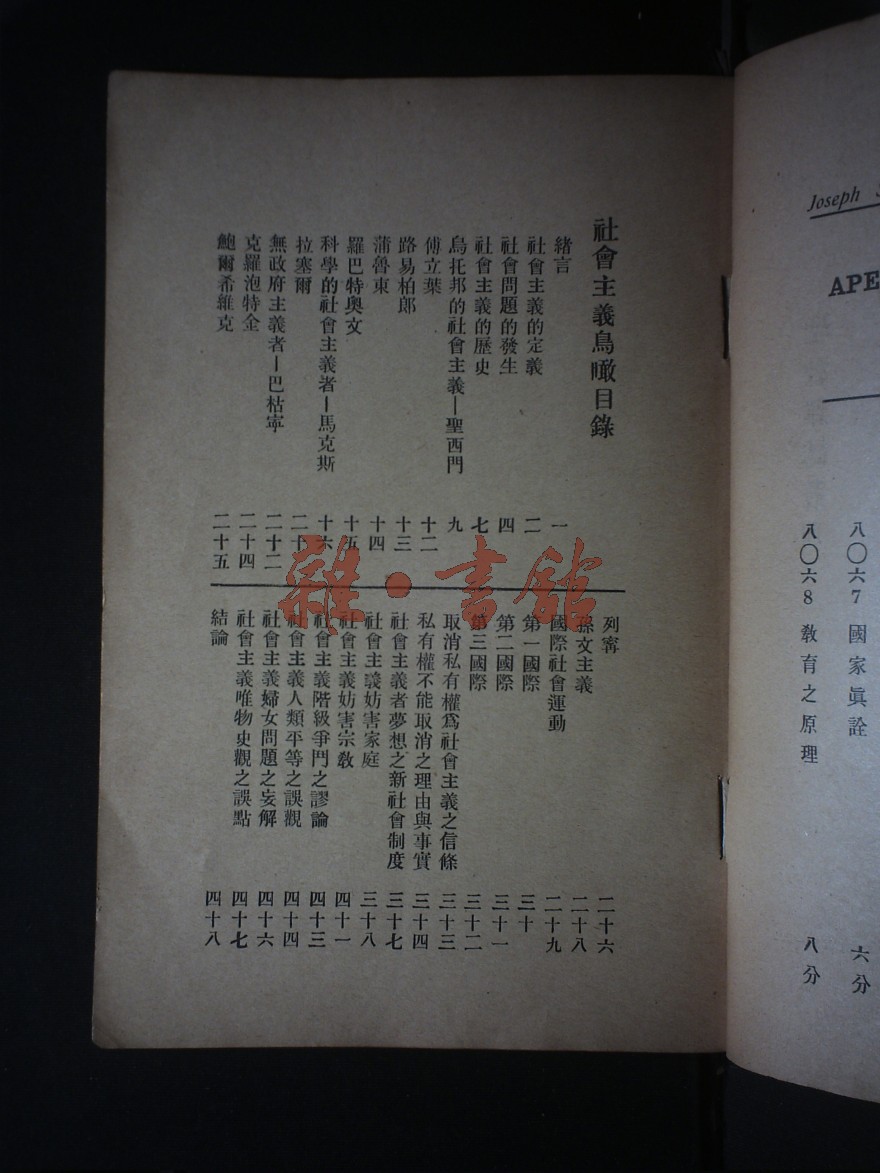 社會主義鳥瞰目錄
緒言 一
社會主義的定義 二
社會問題的發生 四
社會主義的歷史 七
烏托邦的社會主義—聖西門 九
傅立葉 十二
路易柏郎 十三
蒲魯東 十四
羅巴特奧文 十五
科學的社會主義者—馬克斯 十六
拉塞爾 二十
無政府主義者—巴枯寧 二十二
克羅泡特金 二十四
鮑爾希維克 二十五
列寗 二十六
孫文主義 二十八
國際社會運動 二十九
第一國際 三十
第二國際 三十一
第三國際 三十二
取消私有權爲社會主義之信條 三十三
私有權不能取消之理由與事實 三十四
社會主義者夢想之新社會制度 三十七
社會主義妨害家庭 三十八
社會主義妨害宗教 四十一
社會主義階級爭鬥之謬論 四十三
社會主義人類平等之誤觀 四十四
社會主義婦女問題之妄解 四十六
社會主義唯物史觀之誤點 四十七
結論 四十八
雜·書館
Joseph
APE
八〇六7 國家眞詮 六分
八〇六8 教育之原理 八分